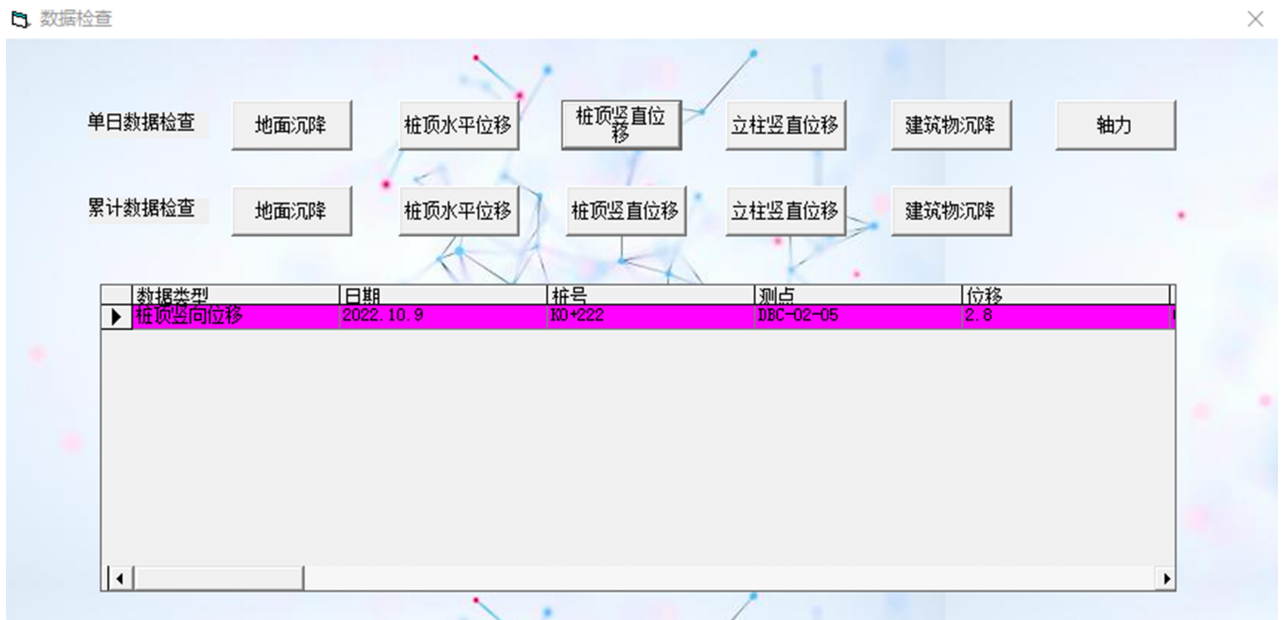 数据检查
单日数据检查 地面沉降 桩顶水平位移 桩顶竖直位移 立柱竖直位移 建筑物沉降 轴力
累计数据检查 地面沉降 桩顶水平位移 桩顶竖直位移 立柱竖直位移 建筑物沉降
数据类型 日期 桩号 测点 位移
桩顶竖向位移 2022.10.9 K0+222 DBC-02-05 2.8